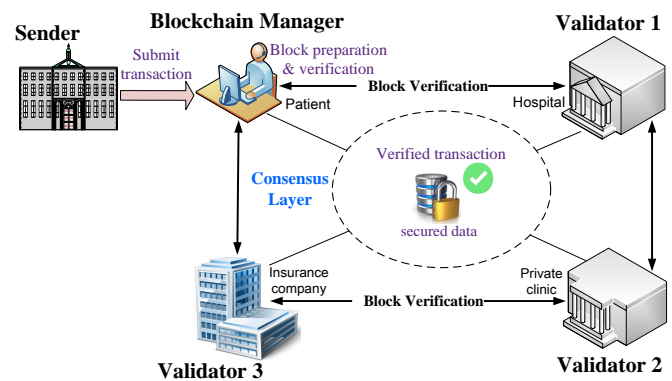 Blockchain Manager
Validator 1
Sender
Submit
transaction
Block preparation
& verification
Patient
Block Verification
Hospital
Verified transaction
secured data
Consensus
Layer
Insurance
company
Block Verification
Private
clinic
Validator 3
Validator 2